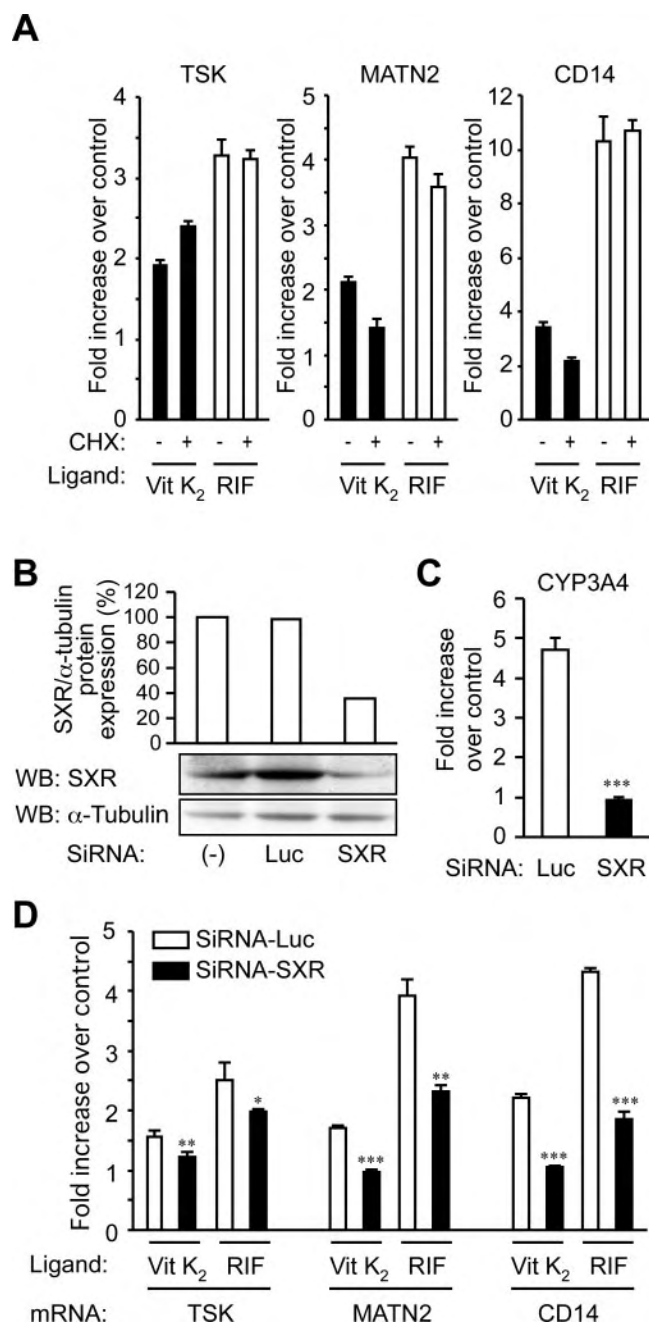 A
TSK MATN2 CD14
Fold increase over control
4
3
2
1
0
Fold increase over control
5
4
3
2
1
0
Fold increase over control
12
10
8
6
4
2
0
CHX: - + - + - + - + - + - +
Ligand: Vit K₂ RIF Vit K₂ RIF Vit K₂ RIF
B
SXR/α-tubulin
protein
expression (%)
120
100
80
60
40
20
0
WB: SXR
WB: α-Tubulin
SiRNA: (-) Luc SXR
C
CYP3A4
Fold increase
over control
6
5
4
3
2
1
0
***
SiRNA: Luc SXR
D
Fold increase over control
5
4
3
2
1
0
SiRNA-Luc
SiRNA-SXR
** * *** ** *** ***
Ligand: Vit K₂ RIF Vit K₂ RIF Vit K₂ RIF
mRNA: TSK MATN2 CD14